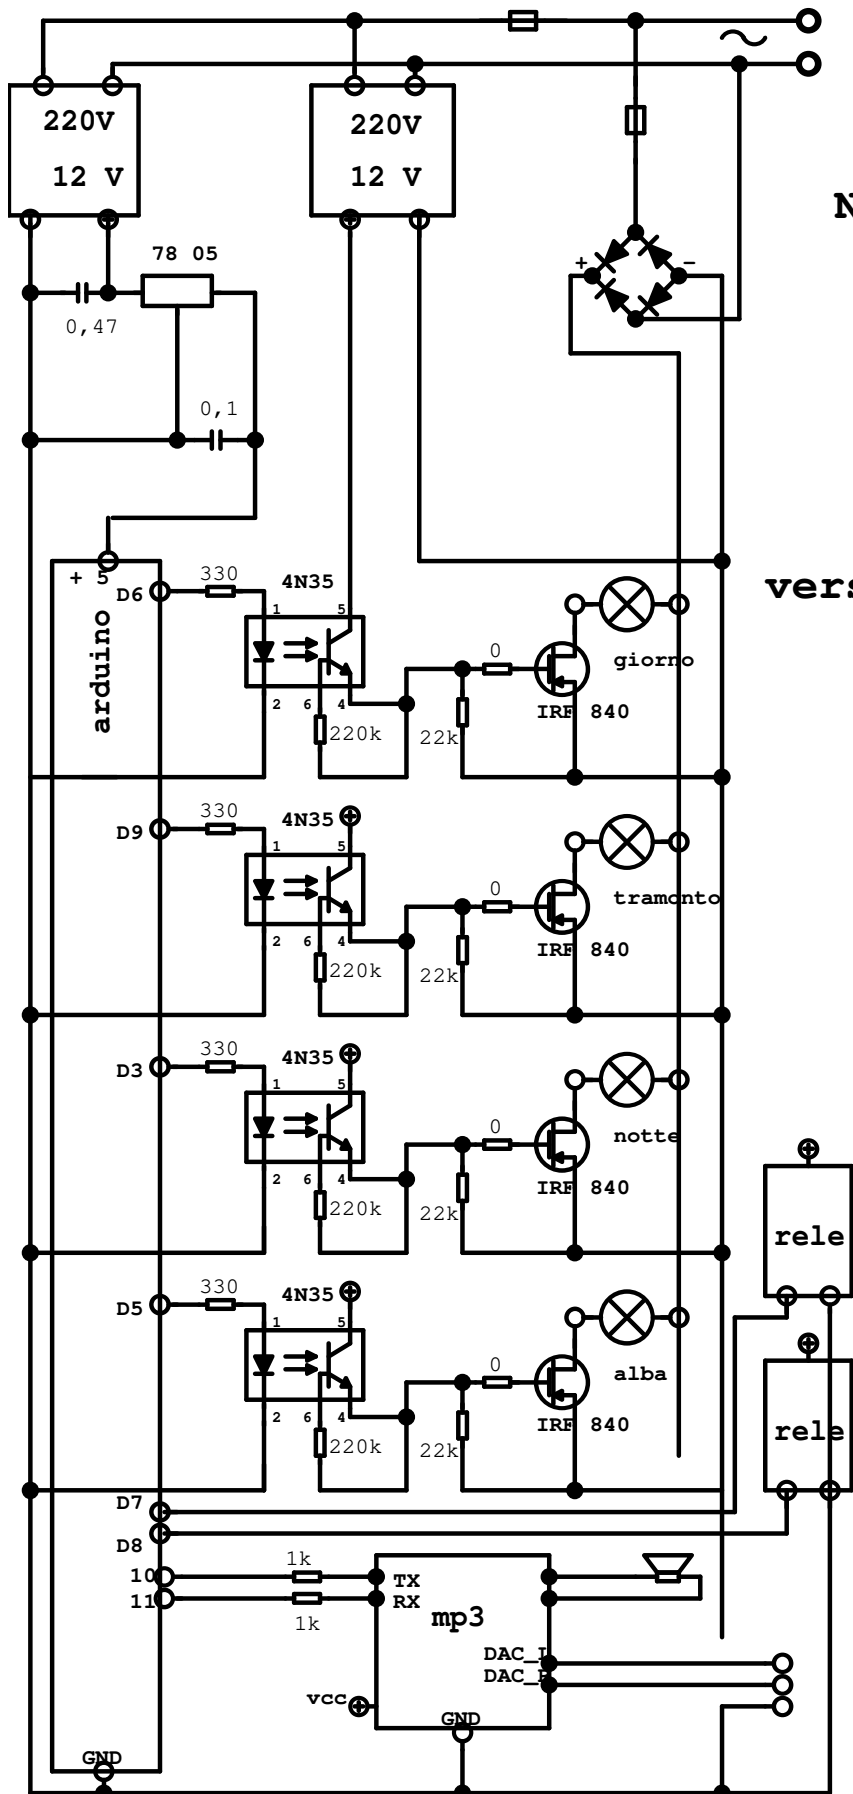 220V
12 V
220V
12 V
N
78 05
+
−
0,47
0,1
+ 5
arduino
vers
D6
330
4N35
1
5
2
6
4
220k
22k
0
IRF 840
giorno
D9
330
4N35
1
5
2
6
4
220k
22k
0
IRF 840
tramonto
D3
330
4N35
1
5
2
6
4
220k
22k
0
IRF 840
notte
rele
D5
330
4N35
1
5
2
6
4
220k
22k
0
IRF 840
alba
rele
D7
D8
10
11
1k
1k
TX
RX
mp3
DAC_L
DAC_R
vcc
GND
GND